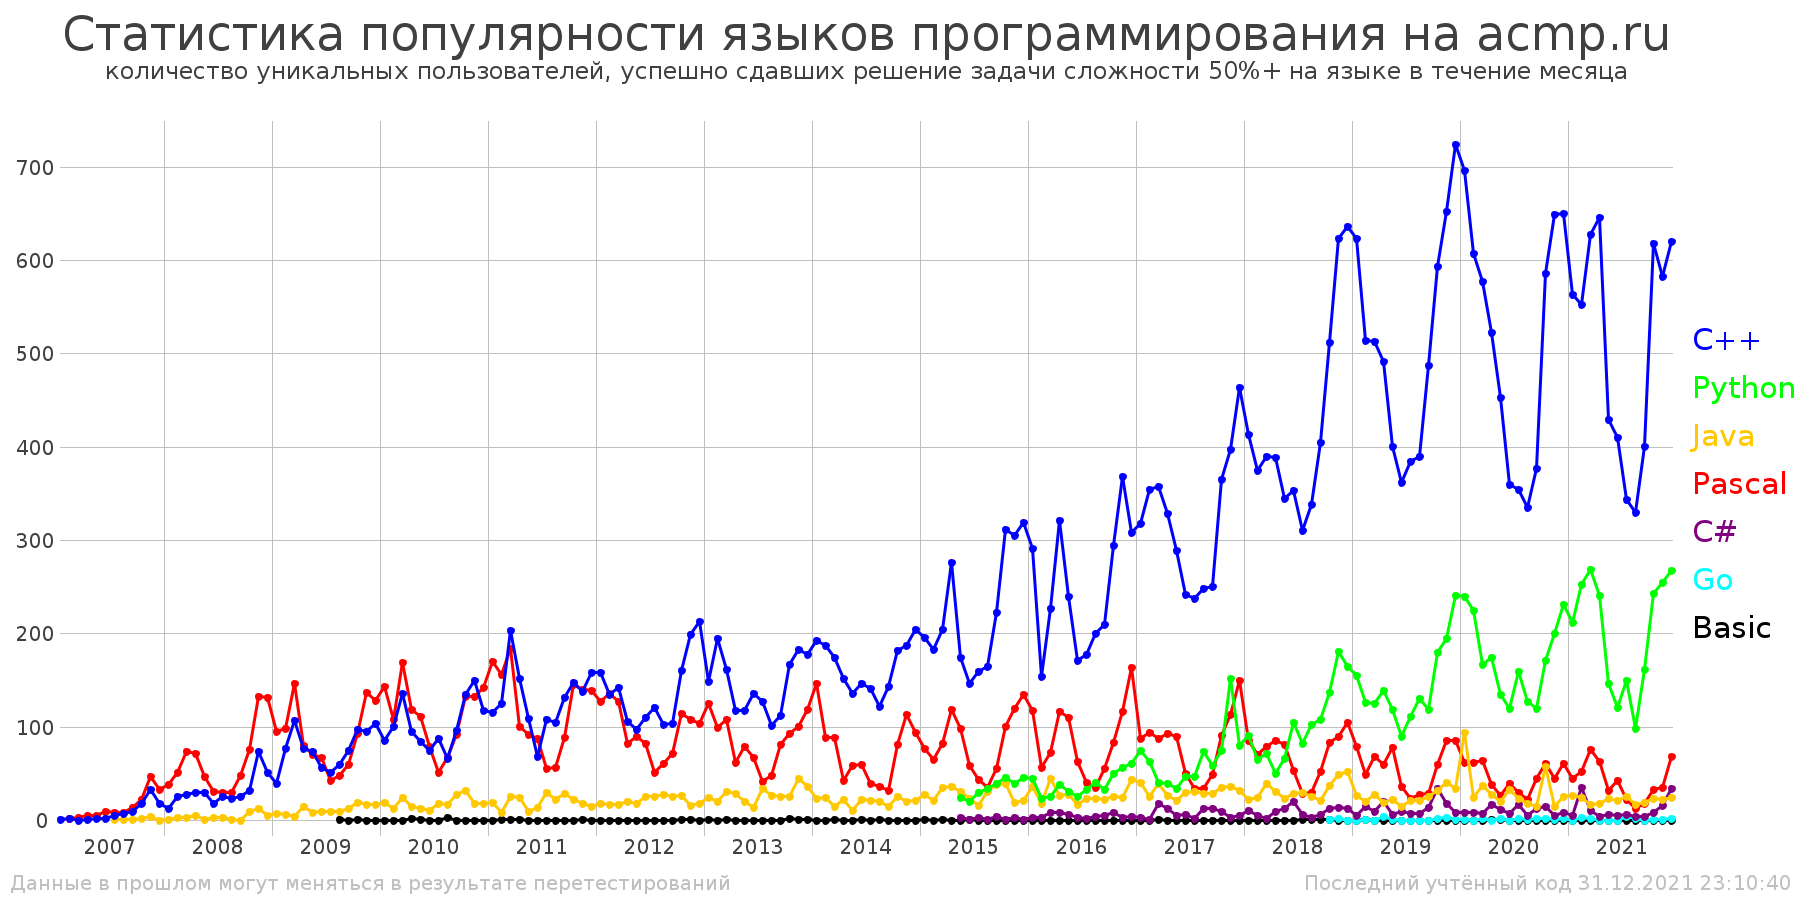 Статистика популярности языков программирования на acmp.ru
количество уникальных пользователей, успешно сдавших решение задачи сложности 50%+ на языке в течение месяца
700
600
500
400
300
200
100
0
C++
Python
Java
Pascal
C#
Go
Basic
2007 2008 2009 2010 2011 2012 2013 2014 2015 2016 2017 2018 2019 2020 2021
Данные в прошлом могут меняться в результате перетестирований
Последний учтённый код 31.12.2021 23:10:40